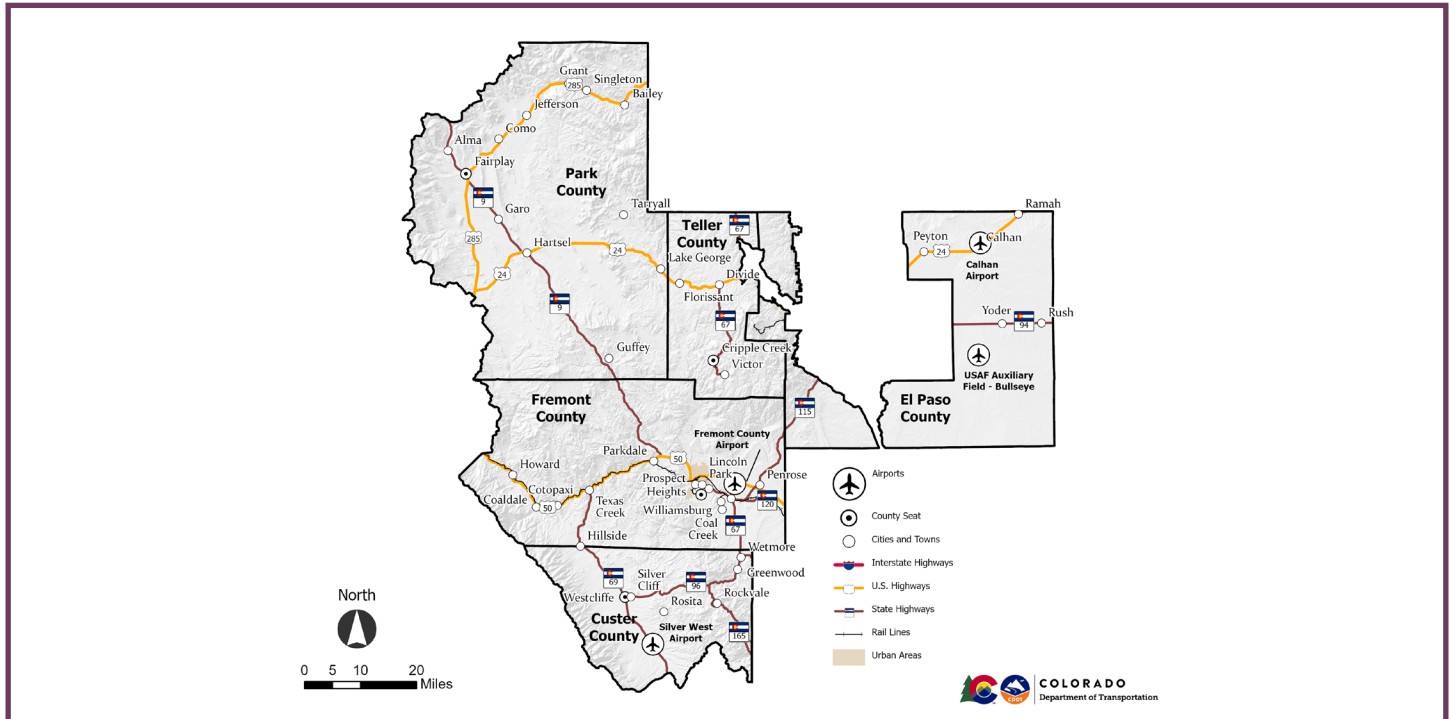 Grant
285
Singleton
Bailey
Jefferson
Como
Alma
Fairplay
Park
County
9
Garo
Tarryall
285
Hartsel
24
24
Teller
County
67
Lake George
Divide
Florissant
9
67
Guffey
Cripple Creek
Victor
Ramah
Peyton
24
Calhan
Calhan
Airport
Yoder
94
Rush
USAF Auxiliary
Field - Bullseye
El Paso
County
115
Fremont
County
Fremont County
Airport
Parkdale
50
Lincoln
Park
Howard
Prospect
Heights
Penrose
Cotopaxi
Coaldale
50
Texas
Creek
Williamsburg
Coal
Creek
120
67
Hillside
Wetmore
Greenwood
69
Silver
Cliff
96
Westcliffe
Rosita
Rockvale
Custer
County
Silver West
Airport
165
Airports
County Seat
Cities and Towns
Interstate Highways
U.S. Highways
State Highways
Rail Lines
Urban Areas
North
0 5 10 20
Miles
COLORADO
Department of Transportation
CDOT